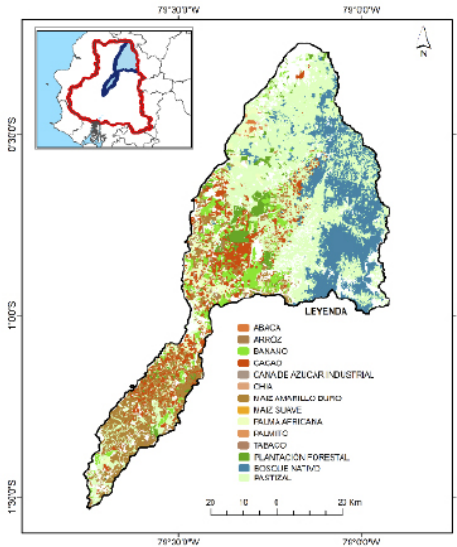 79°30'0"W
79°0'0"W
N
0°30'0"S
1°00'0"S
LEYENDA
ABACA
ARROZ
BANANO
CACAO
CANA DE AZUCAR INDUSTRIAL
CHIA
MAIZ AMARILLO DURO
MAIZ SUAVE
PALMA AFRICANA
PALMITO
TABACO
PLANTACION FORESTAL
BOSQUE NATIVO
PASTIZAL
20 10 0 20 Km
1°30'0"S
79°30'0"W
79°0'0"W